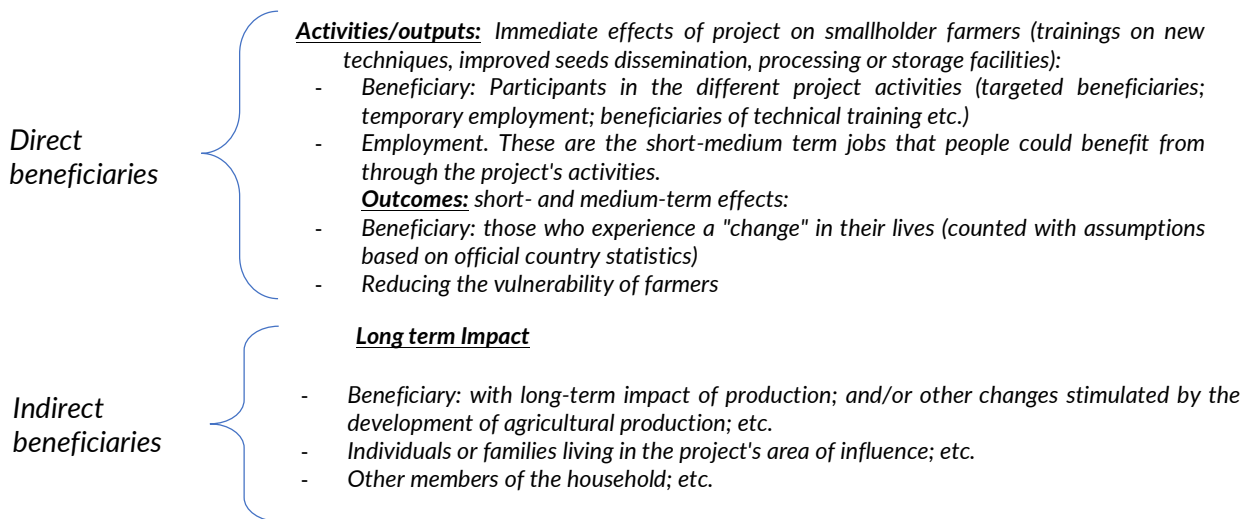 Activities/outputs: Immediate effects of project on smallholder farmers (trainings on new
techniques, improved seeds dissemination, processing or storage facilities):
- Beneficiary: Participants in the different project activities (targeted beneficiaries;
temporary employment; beneficiaries of technical training etc.)
- Employment. These are the short-medium term jobs that people could benefit from
through the project's activities.
Direct
beneficiaries
Outcomes: short- and medium-term effects:
- Beneficiary: those who experience a "change" in their lives (counted with assumptions
based on official country statistics)
- Reducing the vulnerability of farmers
Long term Impact
- Beneficiary: with long-term impact of production; and/or other changes stimulated by the
development of agricultural production; etc.
Indirect
beneficiaries
- Individuals or families living in the project's area of influence; etc.
- Other members of the household; etc.